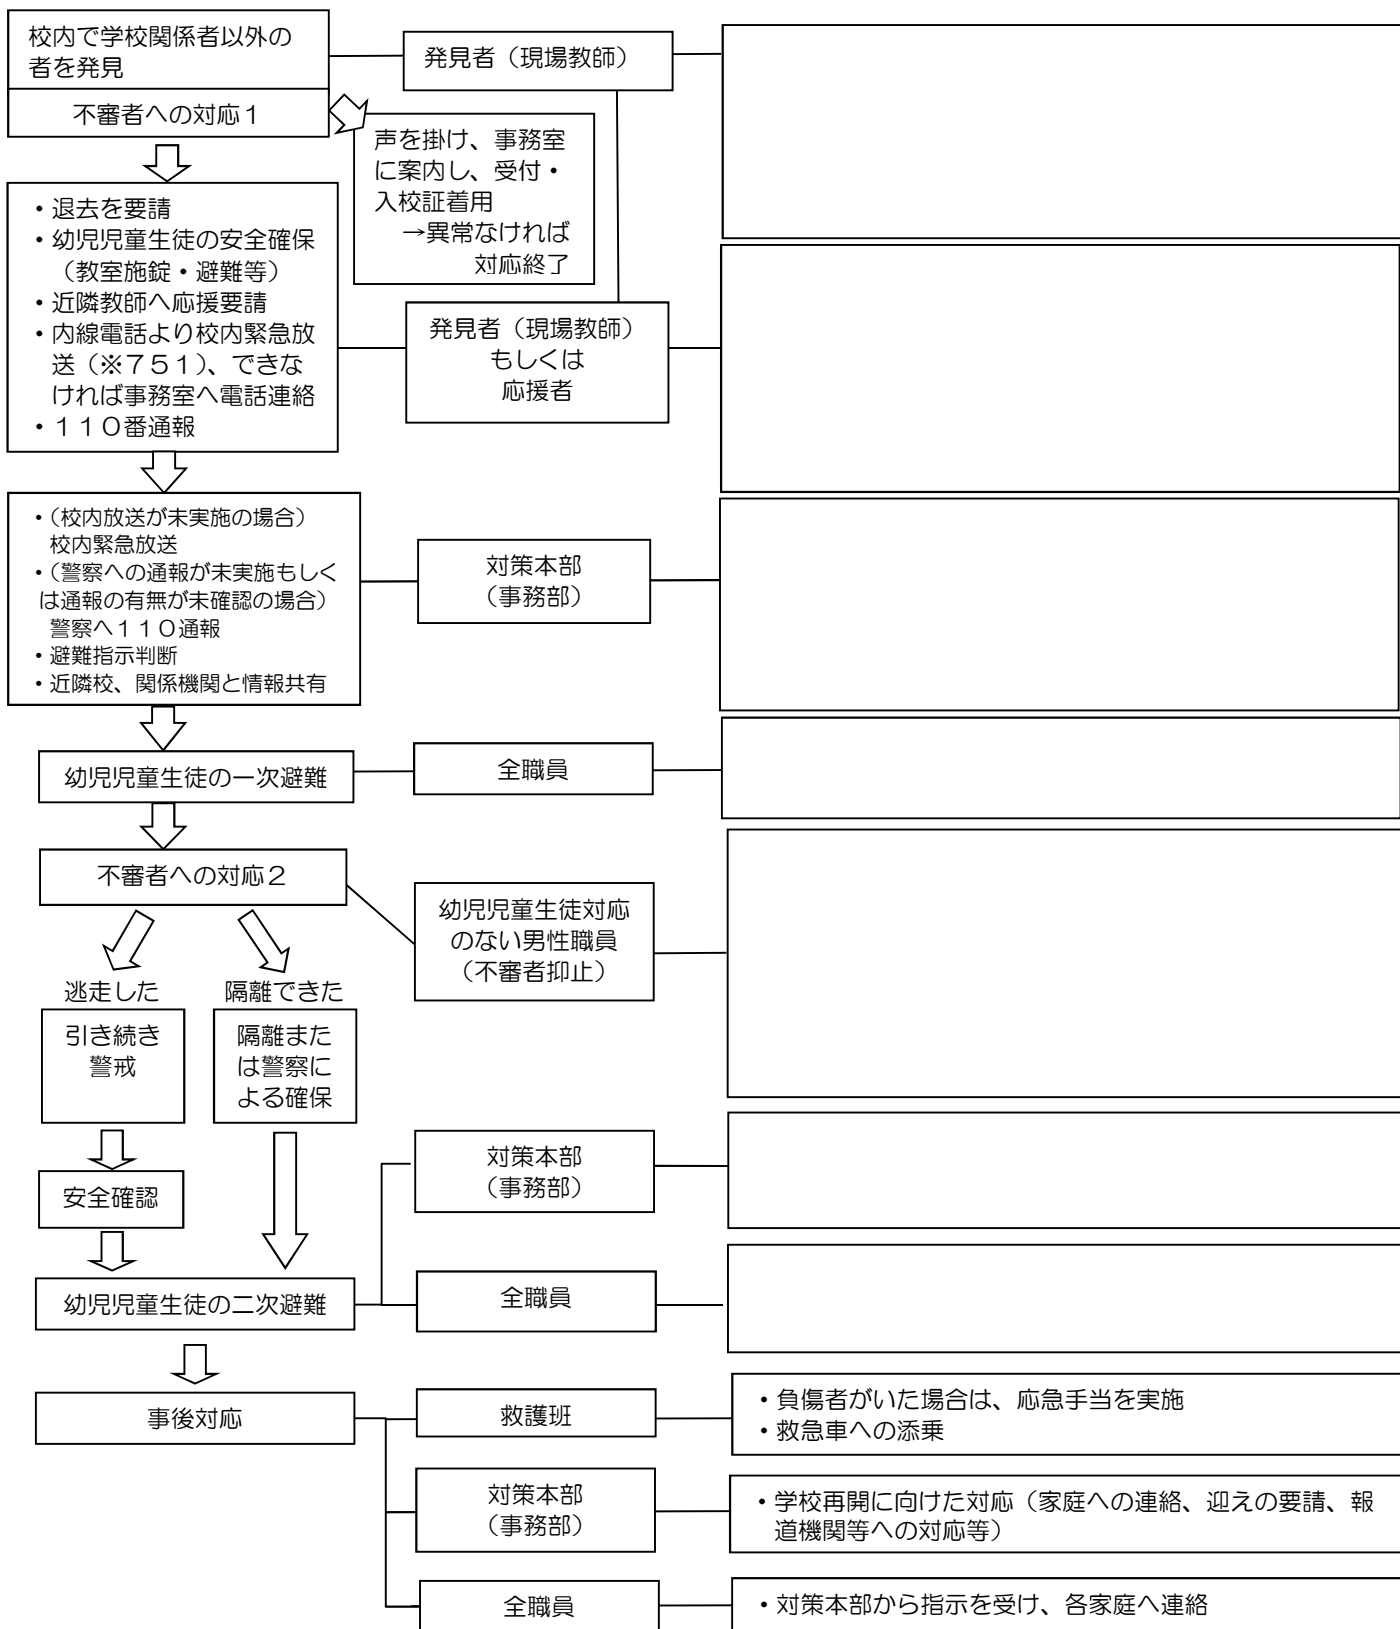 校内で学校関係者以外の
者を発見
不審者への対応１
発見者（現場教師）
声を掛け、事務室
に案内し、受付・
入校証着用
→異常なければ
対応終了
・退去を要請
・幼児児童生徒の安全確保
（教室施錠・避難等）
・近隣教師へ応援要請
・内線電話より校内緊急放
送（※７５１）、できな
ければ事務室へ電話連絡
・１１０番通報
発見者（現場教師）
もしくは
応援者
・（校内放送が未実施の場合）
校内緊急放送
・（警察への通報が未実施もしく
は通報の有無が未確認の場合）
警察へ１１０通報
・避難指示判断
・近隣校、関係機関と情報共有
対策本部
（事務部）
幼児児童生徒の一次避難
全職員
不審者への対応２
幼児児童生徒対応
のない男性職員
（不審者抑止）
逃走した
隔離できた
引き続き
警戒
隔離また
は警察に
よる確保
安全確認
対策本部
（事務部）
幼児児童生徒の二次避難
全職員
事後対応
救護班
・負傷者がいた場合は、応急手当を実施
・救急車への添乗
対策本部
（事務部）
・学校再開に向けた対応（家庭への連絡、迎えの要請、報
道機関等への対応等）
全職員
・対策本部から指示を受け、各家庭へ連絡